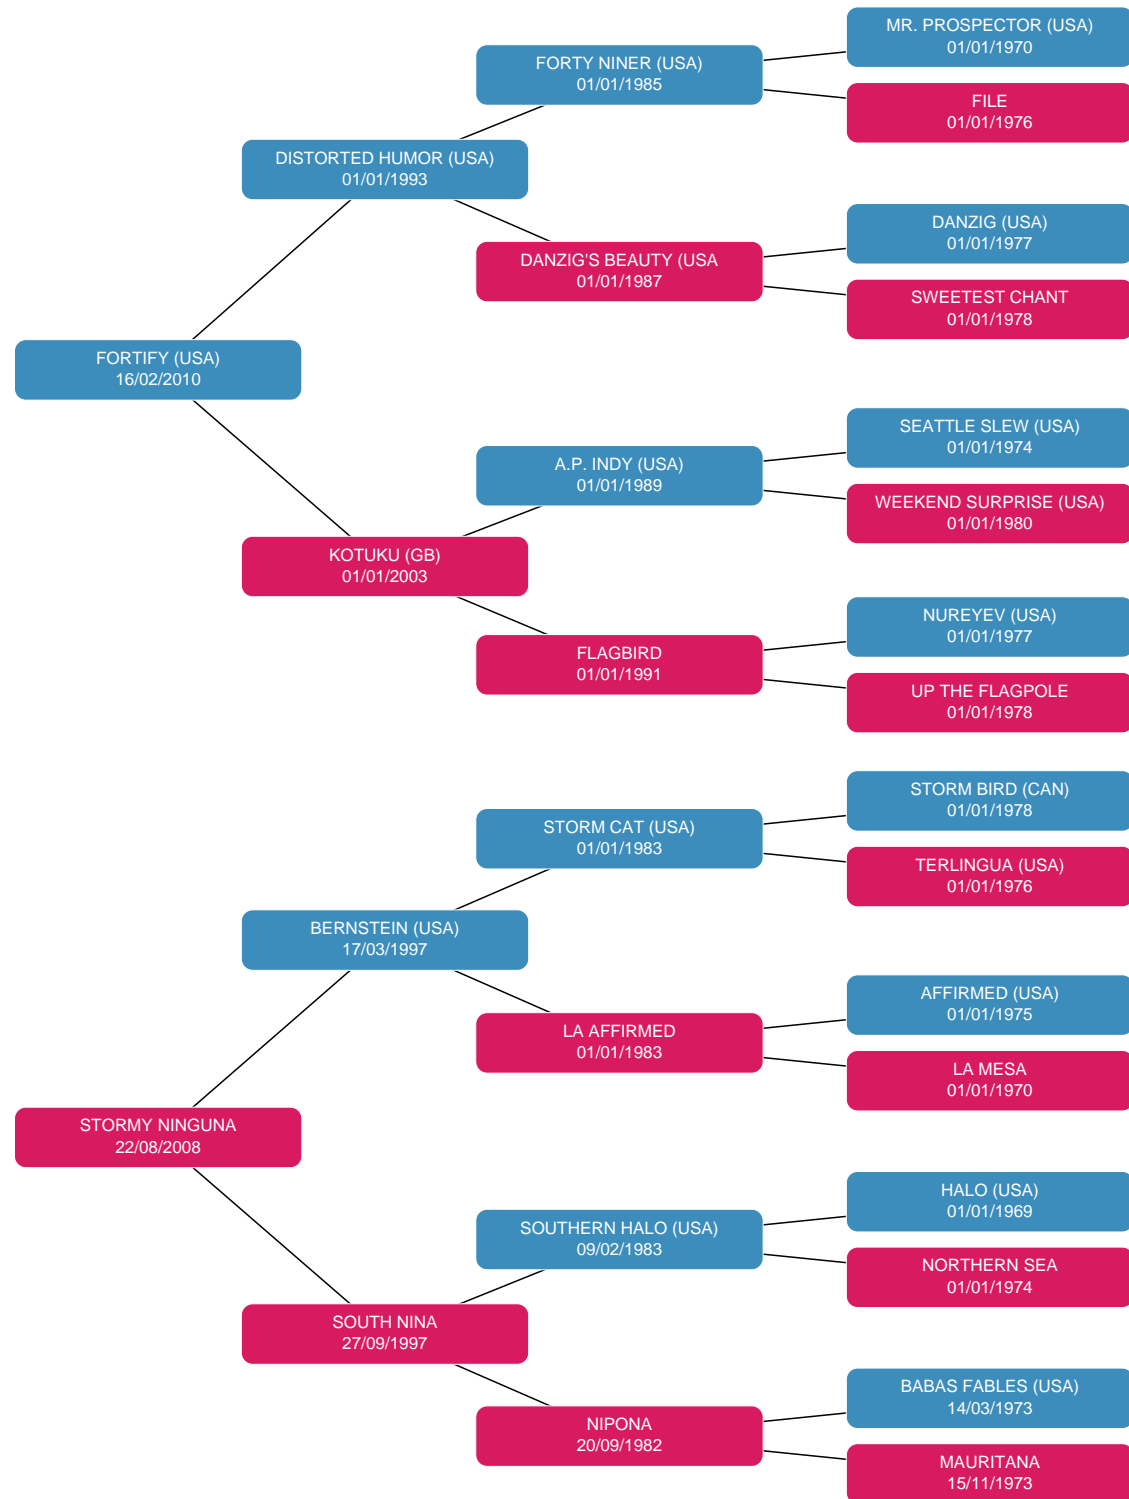 MR. PROSPECTOR (USA)
01/01/1970
FORTY NINER (USA)
01/01/1985
FILE
01/01/1976
DISTORTED HUMOR (USA)
01/01/1993
DANZIG (USA)
01/01/1977
DANZIG'S BEAUTY (USA
01/01/1987
SWEETEST CHANT
01/01/1978
FORTIFY (USA)
16/02/2010
SEATTLE SLEW (USA)
01/01/1974
A.P. INDY (USA)
01/01/1989
WEEKEND SURPRISE (USA)
01/01/1980
KOTUKU (GB)
01/01/2003
NUREYEV (USA)
01/01/1977
FLAGBIRD
01/01/1991
UP THE FLAGPOLE
01/01/1978
STORM BIRD (CAN)
01/01/1978
STORM CAT (USA)
01/01/1983
TERLINGUA (USA)
01/01/1976
BERNSTEIN (USA)
17/03/1997
AFFIRMED (USA)
01/01/1975
LA AFFIRMED
01/01/1983
LA MESA
01/01/1970
STORMY NINGUNA
22/08/2008
HALO (USA)
01/01/1969
SOUTHERN HALO (USA)
09/02/1983
NORTHERN SEA
01/01/1974
SOUTH NINA
27/09/1997
BABAS FABLES (USA)
14/03/1973
NIPONA
20/09/1982
MAURITANA
15/11/1973